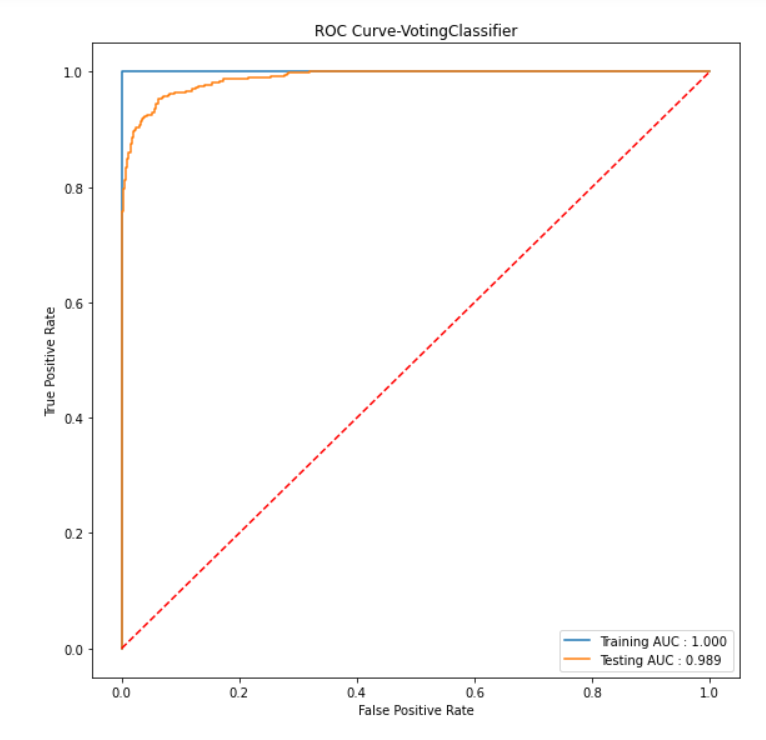 ROC Curve-VotingClassifier
1.0
0.8
0.6
0.4
0.2
0.0
True Positive Rate
Training AUC : 1.000
Testing AUC : 0.989
0.0 0.2 0.4 0.6 0.8 1.0
False Positive Rate